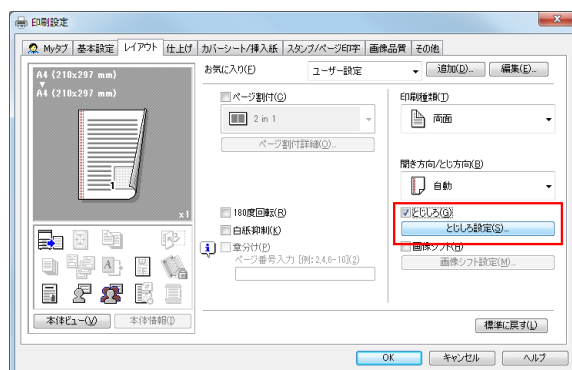 印刷設定
Myタブ 基本設定 レイアウト 仕上げ カバーシート/挿入紙 スタンプ/ページ印字 画像品質 その他
A4 (210x297 mm)
A4 (210x297 mm)
1
x1
お気に入り(F) ユーザー設定 追加(D)... 編集(E)...
ページ割付(C)
2 in 1
ページ割付詳細(O)...
180度回転(R)
白紙抑制(K)
章分け(P)
ページ番号入力 [例: 2,4,6-10](2)
印刷種類(T)
両面
開き方向/とじ方向(B)
自動
とじしろ(G)
とじしろ設定(S)...
画像シフト(H)
画像シフト設定(M)...
本体ビュー(V) 本体情報(I)
標準に戻す(L)
OK キャンセル ヘルプ